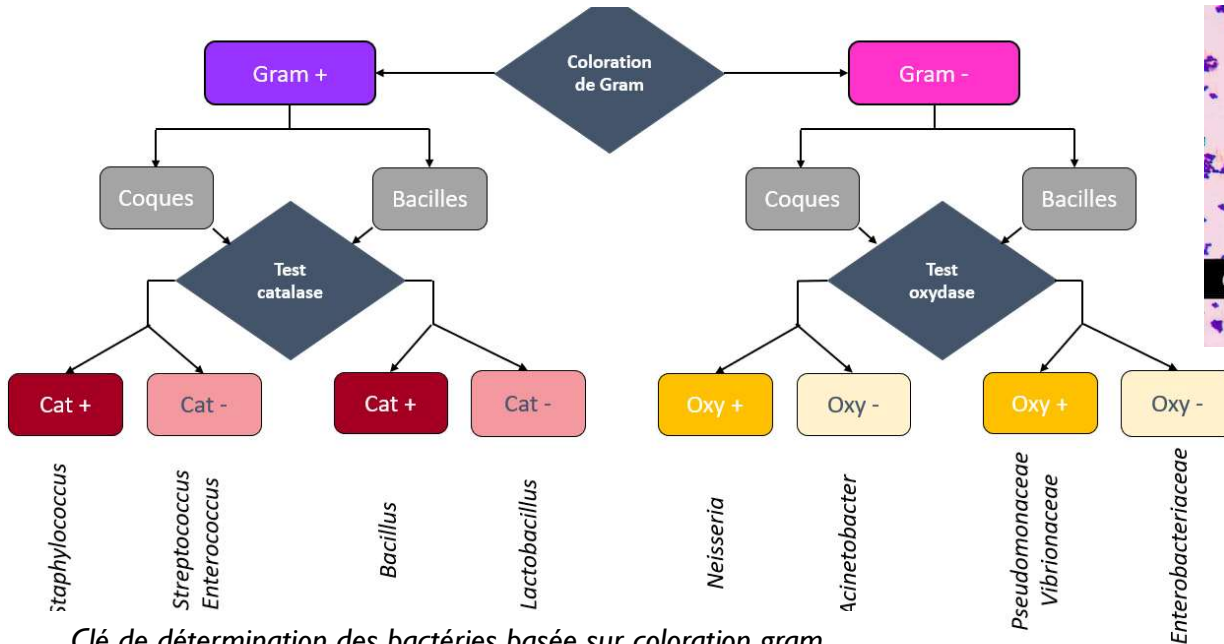 Coloration
de Gram
Gram +
Gram -
Coques
Bacilles
Coques
Bacilles
Test
catalase
Test
oxydase
Cat +
Cat -
Cat +
Cat -
Oxy +
Oxy -
Oxy +
Oxy -
Staphylococcus
Streptococcus
Enterococcus
Bacillus
Lactobacillus
Neisseria
Acinetobacter
Pseudomonaceae
Vibrionaceae
Enterobacteriaceae
Clé de détermination des bactéries basée sur coloration gram